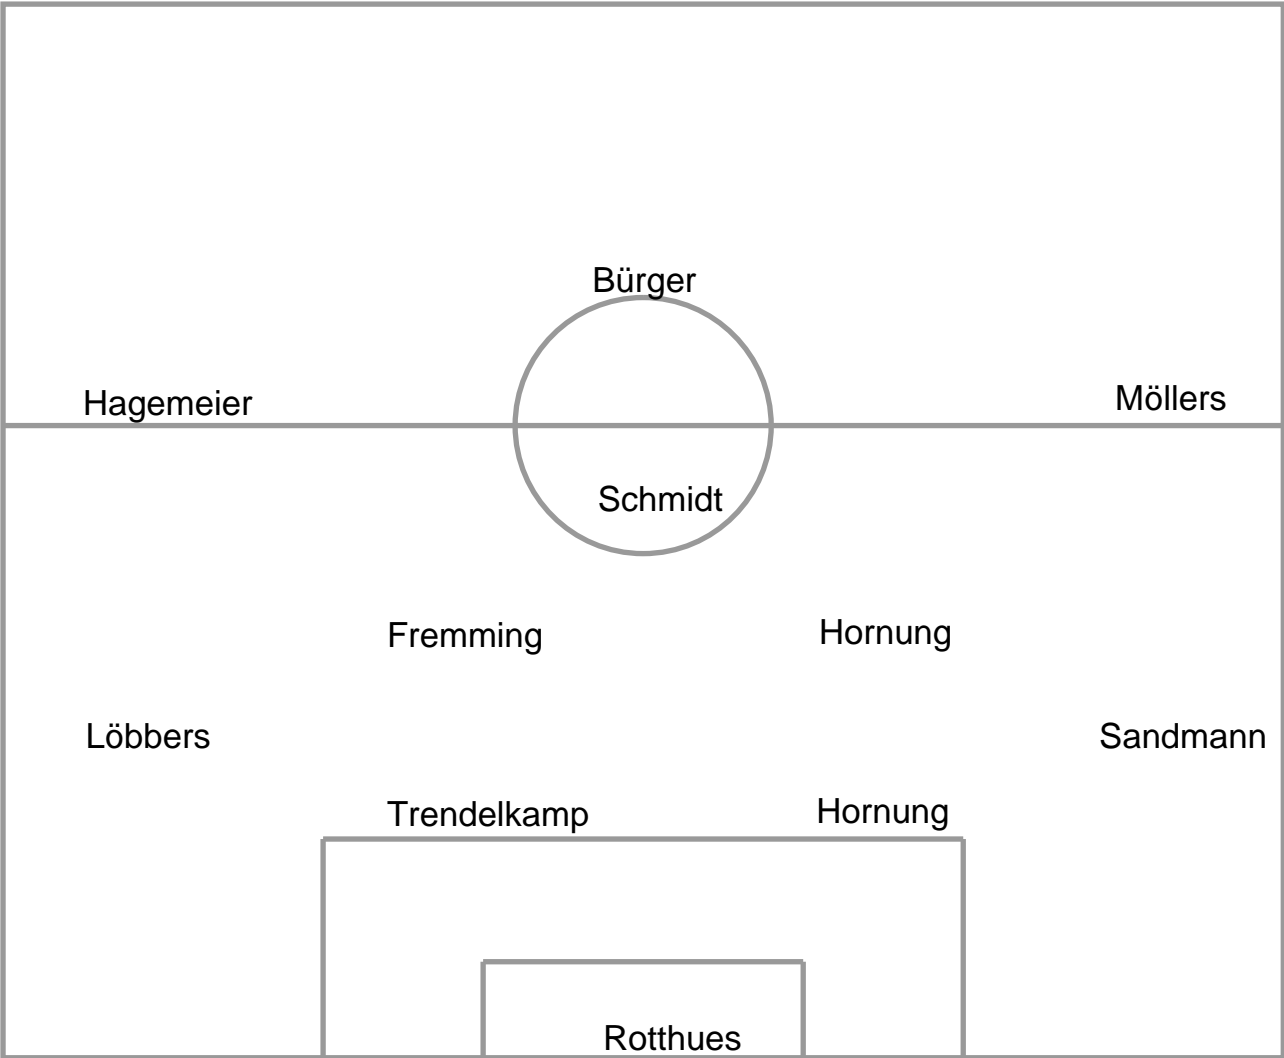 Bürger
Hagemeier
Möllers
Schmidt
Fremming
Hornung
Löbbers
Sandmann
Trendelkamp
Hornung
Rotthues